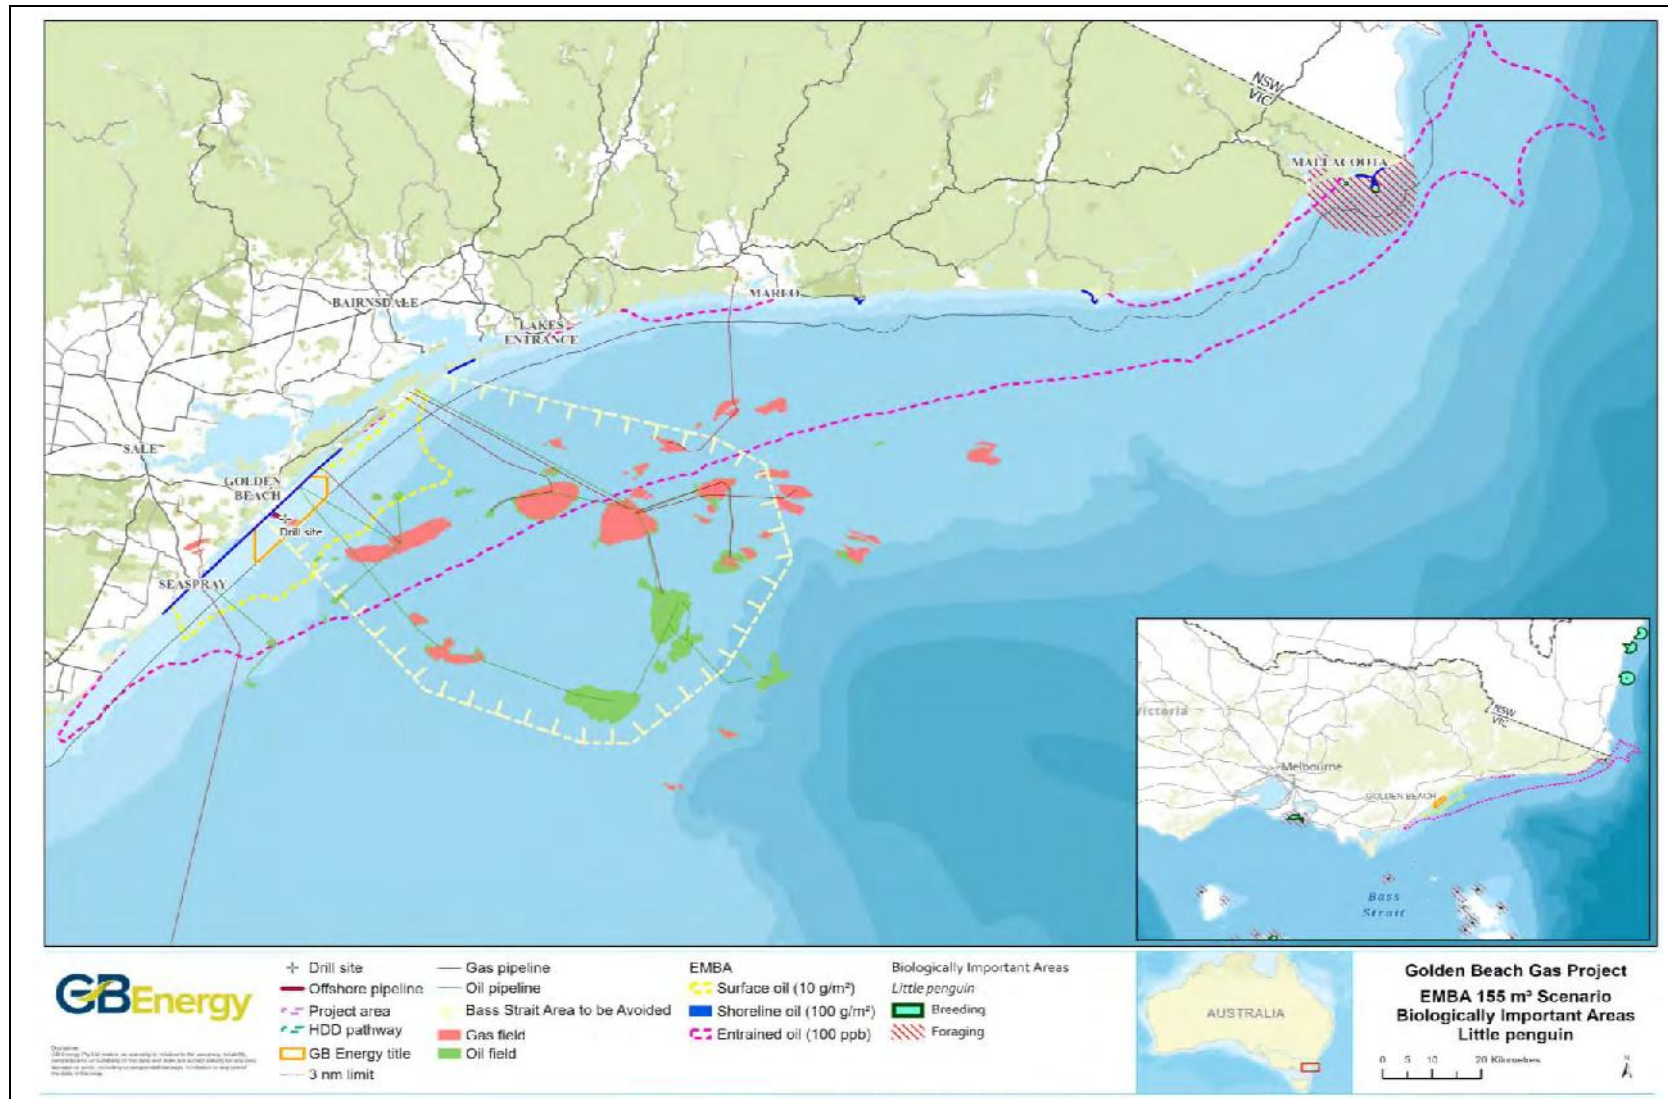 NSW
VIC
MALLACOOTA
BAIRNSDALE
LAKES
ENTRANCE
MARLO
SALE
GOLDEN
BEACH
Drill site
SEASPRAY
Victoria
NSW
VIC
Melbourne
GOLDEN BEACH
Bass
Strait
GBEnergy
Drill site
Offshore pipeline
Project area
HDD pathway
GB Energy title
3 nm limit
Gas pipeline
Oil pipeline
Bass Strait Area to be Avoided
Gas field
Oil field
EMBA
Surface oil (10 g/m²)
Shoreline oil (100 g/m²)
Entrained oil (100 ppb)
Biologically Important Areas
Little penguin
Breeding
Foraging
AUSTRALIA
Golden Beach Gas Project
EMBA 155 m³ Scenario
Biologically Important Areas
Little penguin
0 5 10 20 Kilometres
N